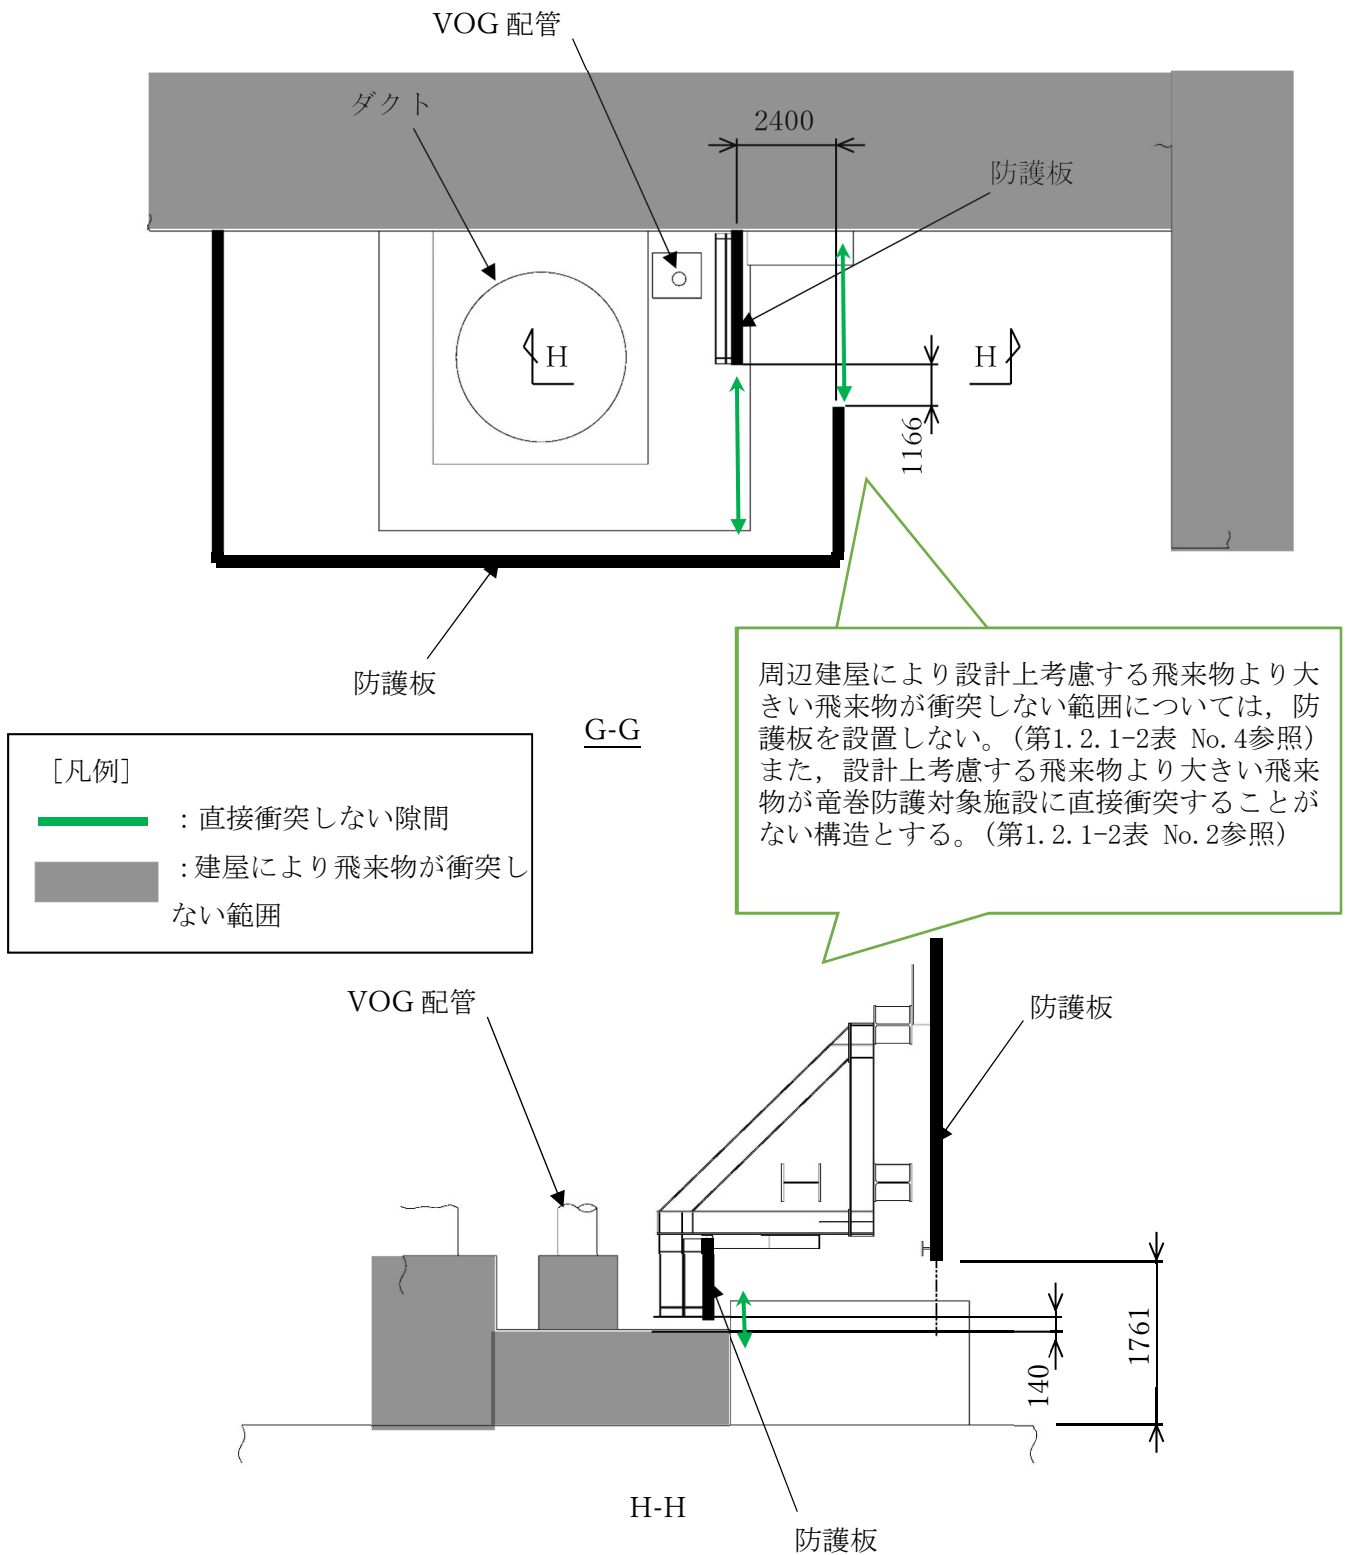 VOG 配管
ダクト
2400
防護板
H
H
1166
防護板
G-G
周辺建屋により設計上考慮する飛来物より大
きい飛来物が衝突しない範囲については，防
護板を設置しない。（第1.2.1-2表 No.4参照）
また，設計上考慮する飛来物より大きい飛来
物が竜巻防護対象施設に直接衝突することが
ない構造とする。（第1.2.1-2表 No.2参照）
［凡例］
：直接衝突しない隙間
：建屋により飛来物が衝突し
ない範囲
VOG 配管
防護板
1761
140
H-H
防護板